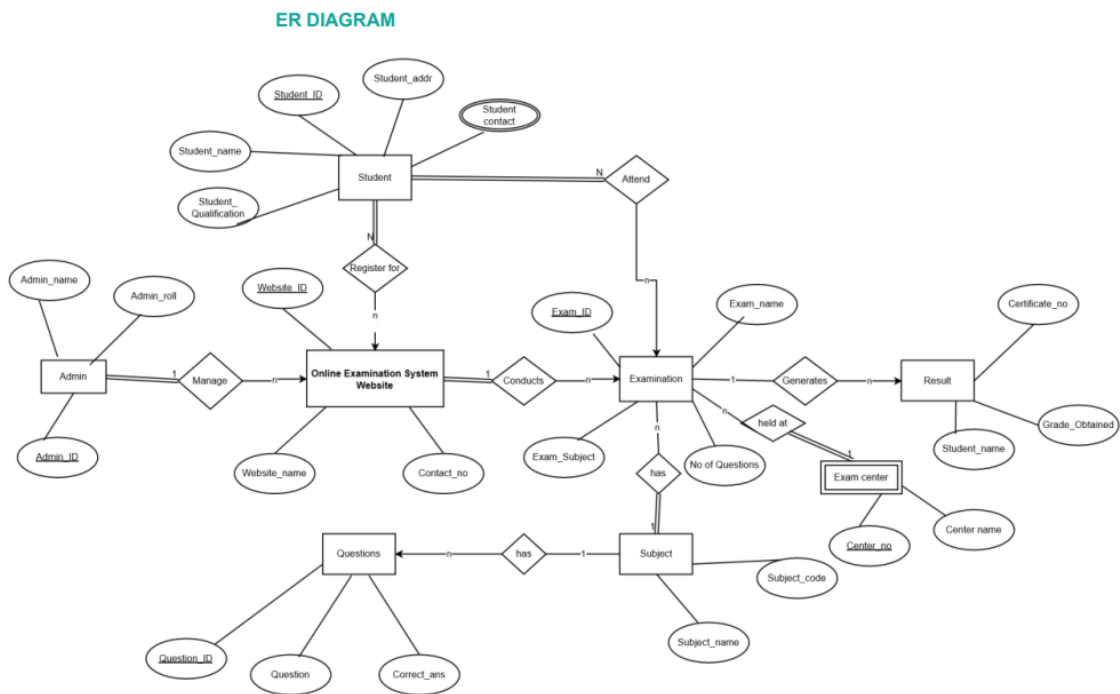 ER DIAGRAM
Student_addr
Student_ID
Student
contact
Student_name
Student
N
Attend
Student_
Qualification
N
Admin_name
Register for
Website_ID
n
Admin_roll
Exam_ID
Exam_name
Certificate_no
n
Admin
1
Manage
n
Online Examination System
Website
1
Conducts
n
Examination
1
Generates
n
Result
n
held at
Grade_Obtained
Admin_ID
Website_name
Contact_no
Exam_Subject
n
No of Questions
Student_name
1
has
Exam center
1
Center name
Center_no
Questions
n
has
1
Subject
Subject_code
Subject_name
Question_ID
Question
Correct_ans